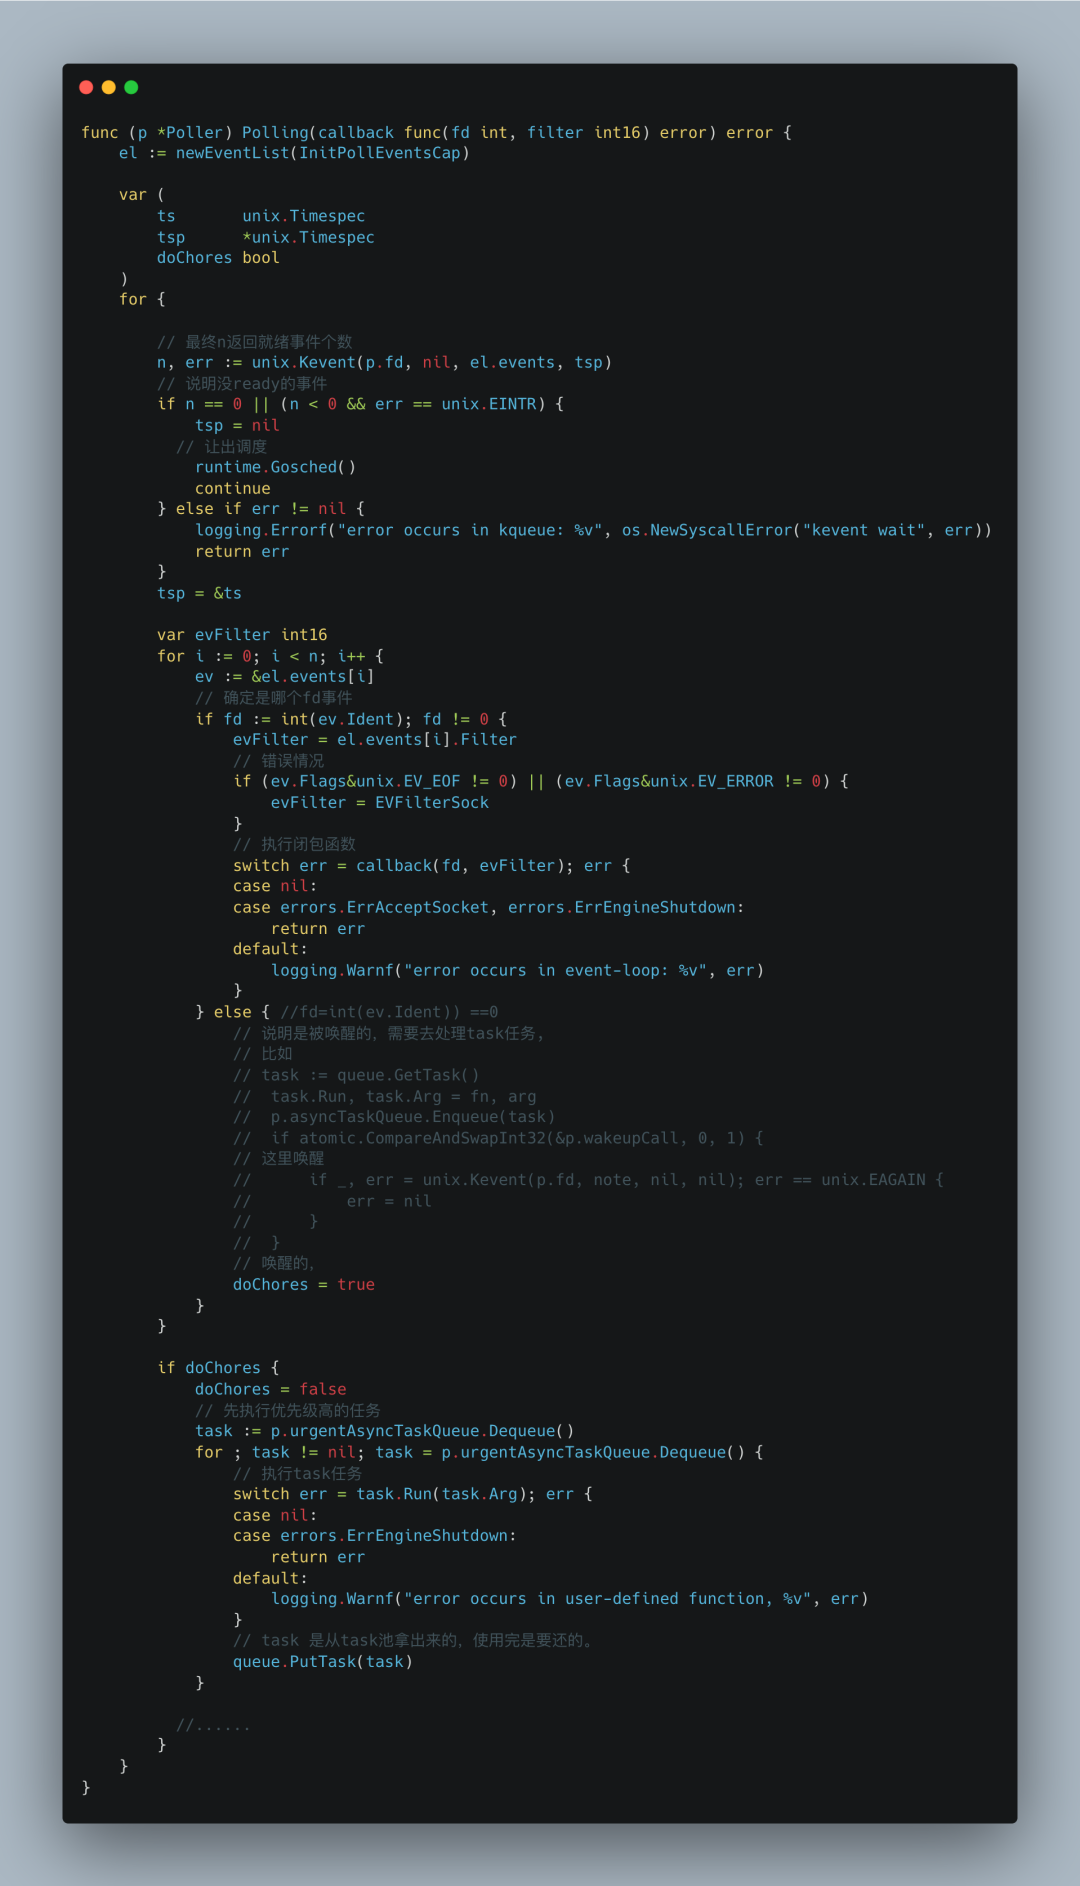 func (p *Poller) Polling(callback func(fd int, filter int16) error) error {
    el := newEventList(InitPollEventsCap)

    var (
        ts       unix.Timespec
        tsp      *unix.Timespec
        doChores bool
    )
    for {

        // 最终n返回就绪事件个数
        n, err := unix.Kevent(p.fd, nil, el.events, tsp)
        // 说明没ready的事件
        if n == 0 || (n < 0 && err == unix.EINTR) {
            tsp = nil
          // 让出调度
            runtime.Gosched()
            continue
        } else if err != nil {
            logging.Errorf("error occurs in kqueue: %v", os.NewSyscallError("kevent wait", err))
            return err
        }
        tsp = &ts

        var evFilter int16
        for i := 0; i < n; i++ {
            ev := &el.events[i]
            // 确定是哪个fd事件
            if fd := int(ev.Ident); fd != 0 {
                evFilter = el.events[i].Filter
                // 错误情况
                if (ev.Flags&unix.EV_EOF != 0) || (ev.Flags&unix.EV_ERROR != 0) {
                    evFilter = EVFilterSock
                }
                // 执行闭包函数
                switch err = callback(fd, evFilter); err {
                case nil:
                case errors.ErrAcceptSocket, errors.ErrEngineShutdown:
                    return err
                default:
                    logging.Warnf("error occurs in event-loop: %v", err)
                }
            } else { //fd=int(ev.Ident)) ==0
                // 说明是被唤醒的，需要去处理task任务，
                // 比如
                // task := queue.GetTask()
                //  task.Run, task.Arg = fn, arg
                //  p.asyncTaskQueue.Enqueue(task)
                //  if atomic.CompareAndSwapInt32(&p.wakeupCall, 0, 1) {
                // 这里唤醒
                //      if _, err = unix.Kevent(p.fd, note, nil, nil); err == unix.EAGAIN {
                //          err = nil
                //      }
                //  }
                // 唤醒的，
                doChores = true
            }
        }

        if doChores {
            doChores = false
            // 先执行优先级高的任务
            task := p.urgentAsyncTaskQueue.Dequeue()
            for ; task != nil; task = p.urgentAsyncTaskQueue.Dequeue() {
                // 执行task任务
                switch err = task.Run(task.Arg); err {
                case nil:
                case errors.ErrEngineShutdown:
                    return err
                default:
                    logging.Warnf("error occurs in user-defined function, %v", err)
                }
                // task 是从task池拿出来的，使用完是要还的。
                queue.PutTask(task)
            }

          //......
        }
    }
}